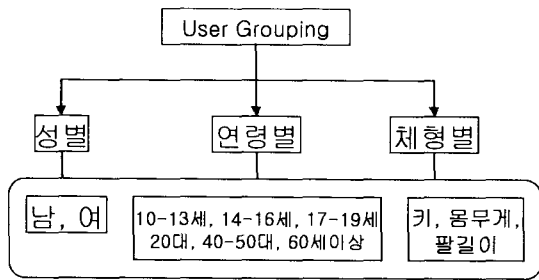 User Grouping
성별
연령별
체형별
남, 여
10-13세, 14-16세, 17-19세
20대, 40-50대, 60세이상
키, 몸무게,
팔길이